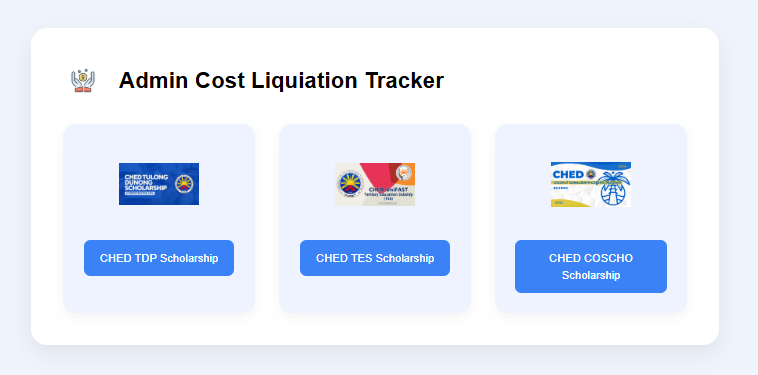 Admin Cost Liquiation Tracker
CHED TULONG
DUNONG
SCHOLARSHIP
CHED UniFAST
Tertiary Education Subsidy
(TES)
CHED
CHED TDP Scholarship
CHED TES Scholarship
CHED COSCHO
Scholarship